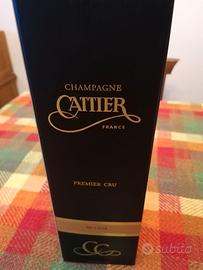 CHAMPAGNE
CATTIER
FRANCE
PREMIER CRU
subito